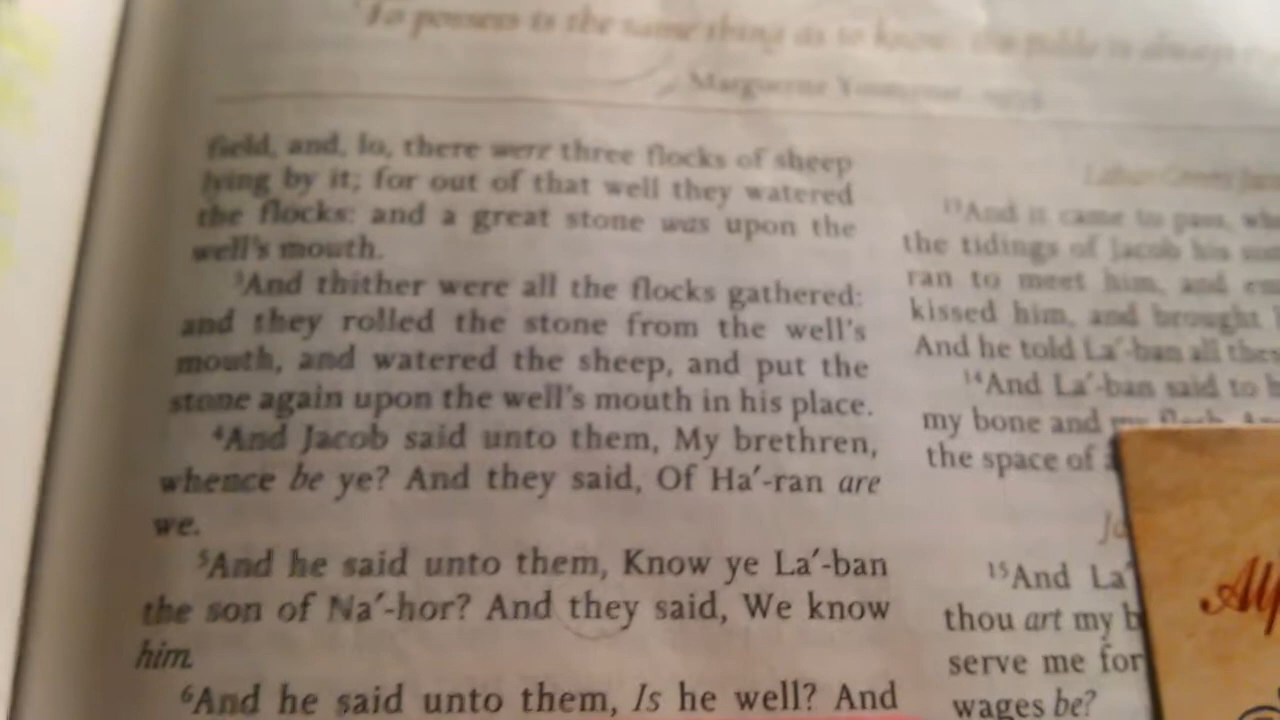 To possess is the same thing as to know: the
Marguerite
field, and, lo, there were three flocks of sheep
lying by it; for out of that well they watered
the flocks: and a great stone was upon the
well's mouth.
³And thither were all the flocks gathered:
and they rolled the stone from the well's
mouth, and watered the sheep, and put the
stone again upon the well's mouth in his place.
⁴And Jacob said unto them, My brethren,
whence be ye? And they said, Of Ha′-ran are
we.
⁵And he said unto them, Know ye La′-ban
the son of Na′-hor? And they said, We know
him.
⁶And he said unto them, Is he well? And
¹³And it came to pass,
the tidings of Jacob his
ran to meet him, and
kissed him, and brought
And he told La′-ban all
¹⁴And La′-ban said to
my bone and my flesh.
the space of
¹⁵And La′
thou art my
serve me for
wages be?
Alp